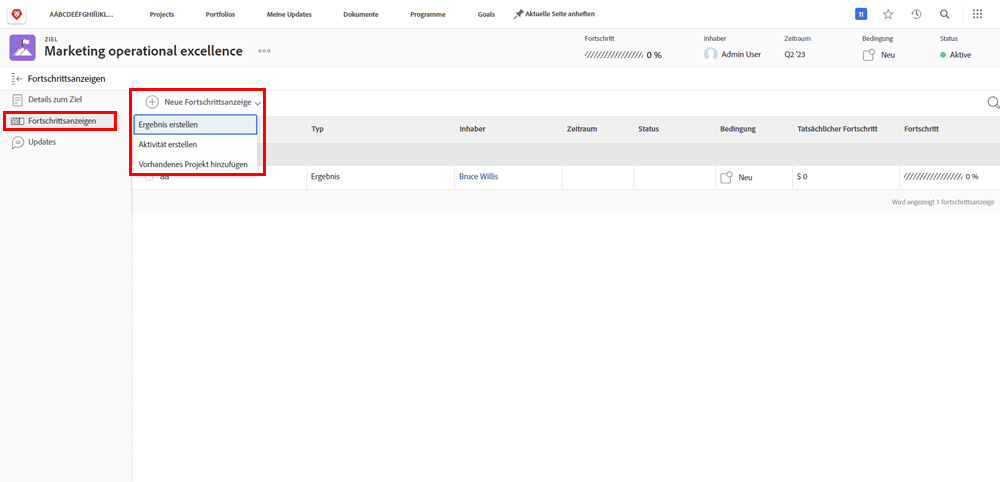 AÁBCDEÉFGHIÍÏJKL... Projects Portfolios Meine Updates Dokumente Programme Goals Aktuelle Seite anheften 11
ZIEL
Marketing operational excellence
Fortschritt Inhaber Zeitraum Bedingung Status
0 % Admin User Q2 '23 Neu Aktive
Fortschrittsanzeigen
Details zum Ziel
Fortschrittsanzeigen
Updates
Neue Fortschrittsanzeige
Ergebnis erstellen
Aktivität erstellen
Vorhandenes Projekt hinzufügen
Typ Inhaber Zeitraum Status Bedingung Tatsächlicher Fortschritt Fortschritt
aa Ergebnis Bruce Willis Neu $ 0 0 %
Wird angezeigt 1 fortschrittsanzeige